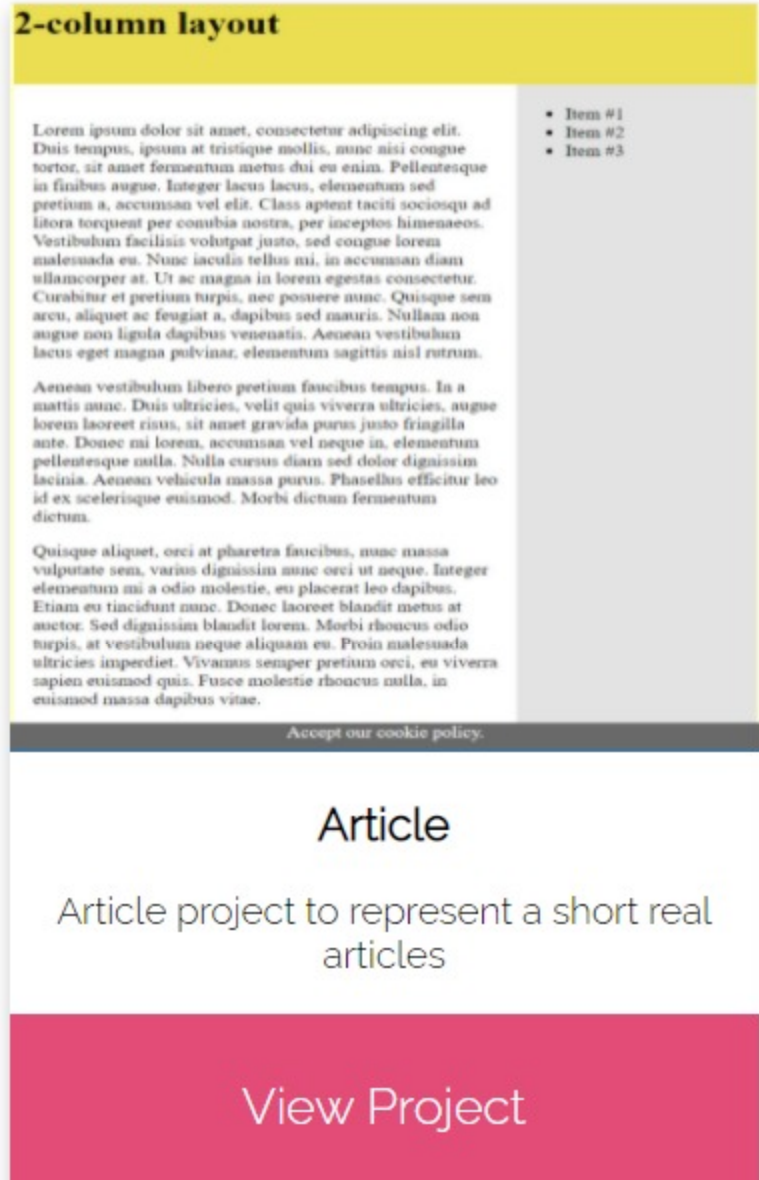 2-column layout
Lorem ipsum dolor sit amet, consectetur adipiscing elit.
Duis tempus, ipsum at tristique mollis, nunc nisi congue
tortor, sit amet fermentum metus dui eu enim. Pellentesque
in finibus augue. Integer lacus lacus, elementum sed
pretium a, accumsan vel elit. Class aptent taciti sociosqu ad
litora torquent per conubia nostra, per inceptos himenaeos.
Vestibulum facilisis volutpat justo, sed congue lorem
malesuada eu. Nunc iaculis tellus mi, in accumsan diam
ullamcorper at. Ut ac magna in lorem egestas consectetur.
Curabitur et pretium turpis, nec posuere nunc. Quisque sem
arcu, aliquet ac feugiat a, dapibus sed mauris. Nullam non
augue non ligula dapibus venenatis. Aenean vestibulum
lacus eget magna pulvinar, elementum sagittis nisl rutrum.
Aenean vestibulum libero pretium faucibus tempus. In a
mattis nunc. Duis ultricies, velit quis viverra ultricies, augue
lorem laoreet risus, sit amet gravida purus justo fringilla
ante. Donec mi lorem, accumsan vel neque in, elementum
pellentesque nulla. Nulla cursus diam sed dolor dignissim
lacinia. Aenean vehicula massa purus. Phasellus efficitur leo
id ex scelerisque euismod. Morbi dictum fermentum
dictum.
Quisque aliquet, orci at pharetra faucibus, nunc massa
vulputate sem, varius dignissim nunc orci ut neque. Integer
elementum mi a odio molestie, eu placerat leo dapibus.
Etiam eu tincidunt nunc. Donec laoreet blandit metus at
auctor. Sed dignissim blandit lorem. Morbi rhoncus odio
turpis, at vestibulum neque aliquam eu. Proin malesuada
ultricies imperdiet. Vivamus semper pretium orci, eu viverra
sapien euismod quis. Fusce molestie rhoncus nulla, in
euismod massa dapibus vitae.
• Item #1
• Item #2
• Item #3
Accept our cookie policy.
Article
Article project to represent a short real
articles
View Project